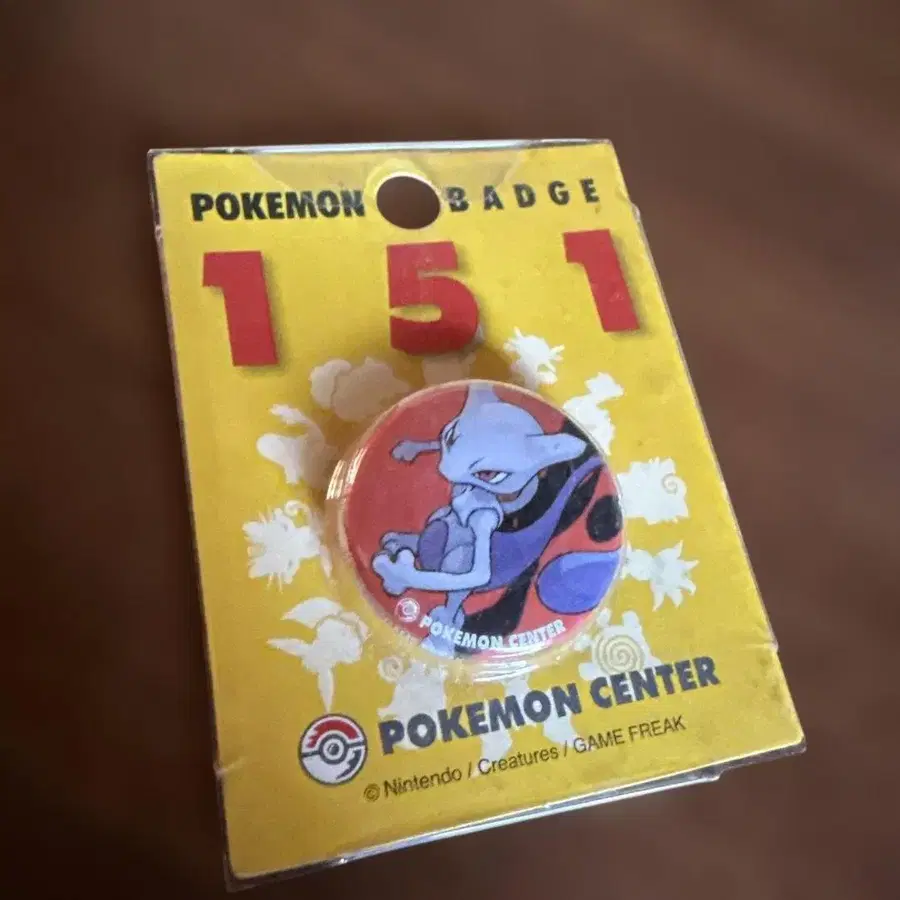 POKEMON BADGE
1 5 1
POKEMON CENTER
POKEMON CENTER
© Nintendo / Creatures / GAME FREAK